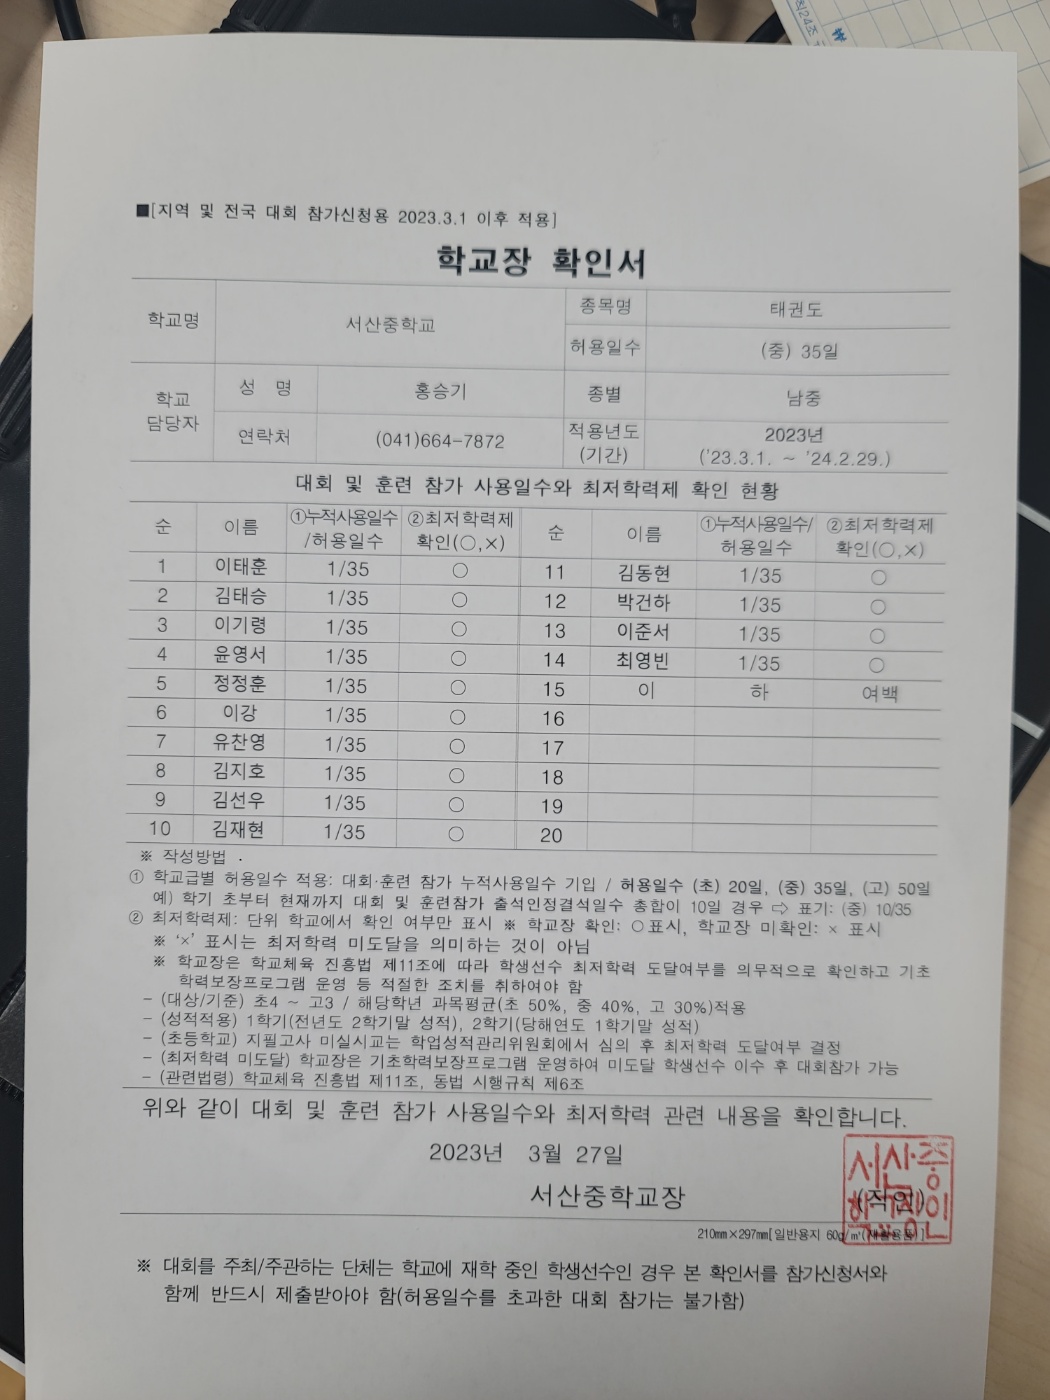 ■[지역 및 전국 대회 참가신청용 2023.3.1 이후 적용]
학교장 확인서
학교명 서산중학교 종목명 태권도
허용일수 (중) 35일
학교 담당자 성 명 홍승기 종별 남중
연락처 (041)664-7872 적용년도 (기간) 2023년 ('23.3.1. ~ '24.2.29.)
대회 및 훈련 참가 사용일수와 최저학력제 확인 현황
순 이름 ①누적사용일수 /허용일수 ②최저학력제 확인(○,×) 순 이름 ①누적사용일수/ 허용일수 ②최저학력제 확인(○,×)
1 이태훈 1/35 ○ 11 김동현 1/35 ○
2 김태승 1/35 ○ 12 박건하 1/35 ○
3 이기령 1/35 ○ 13 이준서 1/35 ○
4 윤영서 1/35 ○ 14 최영빈 1/35 ○
5 정정훈 1/35 ○ 15 이 하 여백
6 이강 1/35 ○ 16
7 유찬영 1/35 ○ 17
8 김지호 1/35 ○ 18
9 김선우 1/35 ○ 19
10 김재현 1/35 ○ 20
※ 작성방법 .
① 학교급별 허용일수 적용: 대회·훈련 참가 누적사용일수 기입 / 허용일수 (초) 20일, (중) 35일, (고) 50일
예) 학기 초부터 현재까지 대회 및 훈련참가 출석인정결석일수 총합이 10일 경우 ⇨ 표기: (중) 10/35
② 최저학력제: 단위 학교에서 확인 여부만 표시 ※ 학교장 확인: ○표시, 학교장 미확인: × 표시
※ '×' 표시는 최저학력 미도달을 의미하는 것이 아님
※ 학교장은 학교체육 진흥법 제11조에 따라 학생선수 최저학력 도달여부를 의무적으로 확인하고 기초
학력보장프로그램 운영 등 적절한 조치를 취하여야 함
- (대상/기준) 초4 ~ 고3 / 해당학년 과목평균(초 50%, 중 40%, 고 30%)적용
- (성적적용) 1학기(전년도 2학기말 성적), 2학기(당해연도 1학기말 성적)
- (초등학교) 지필고사 미실시교는 학업성적관리위원회에서 심의 후 최저학력 도달여부 결정
- (최저학력 미도달) 학교장은 기초학력보장프로그램 운영하여 미도달 학생선수 이수 후 대회참가 가능
- (관련법령) 학교체육 진흥법 제11조, 동법 시행규칙 제6조
위와 같이 대회 및 훈련 참가 사용일수와 최저학력 관련 내용을 확인합니다.
2023년 3월 27일
서산중학교장 (직인)
210㎜×297㎜[일반용지 60g/㎡(재활용품)]
※ 대회를 주최/주관하는 단체는 학교에 재학 중인 학생선수인 경우 본 확인서를 참가신청서와
함께 반드시 제출받아야 함(허용일수를 초과한 대회 참가는 불가함)